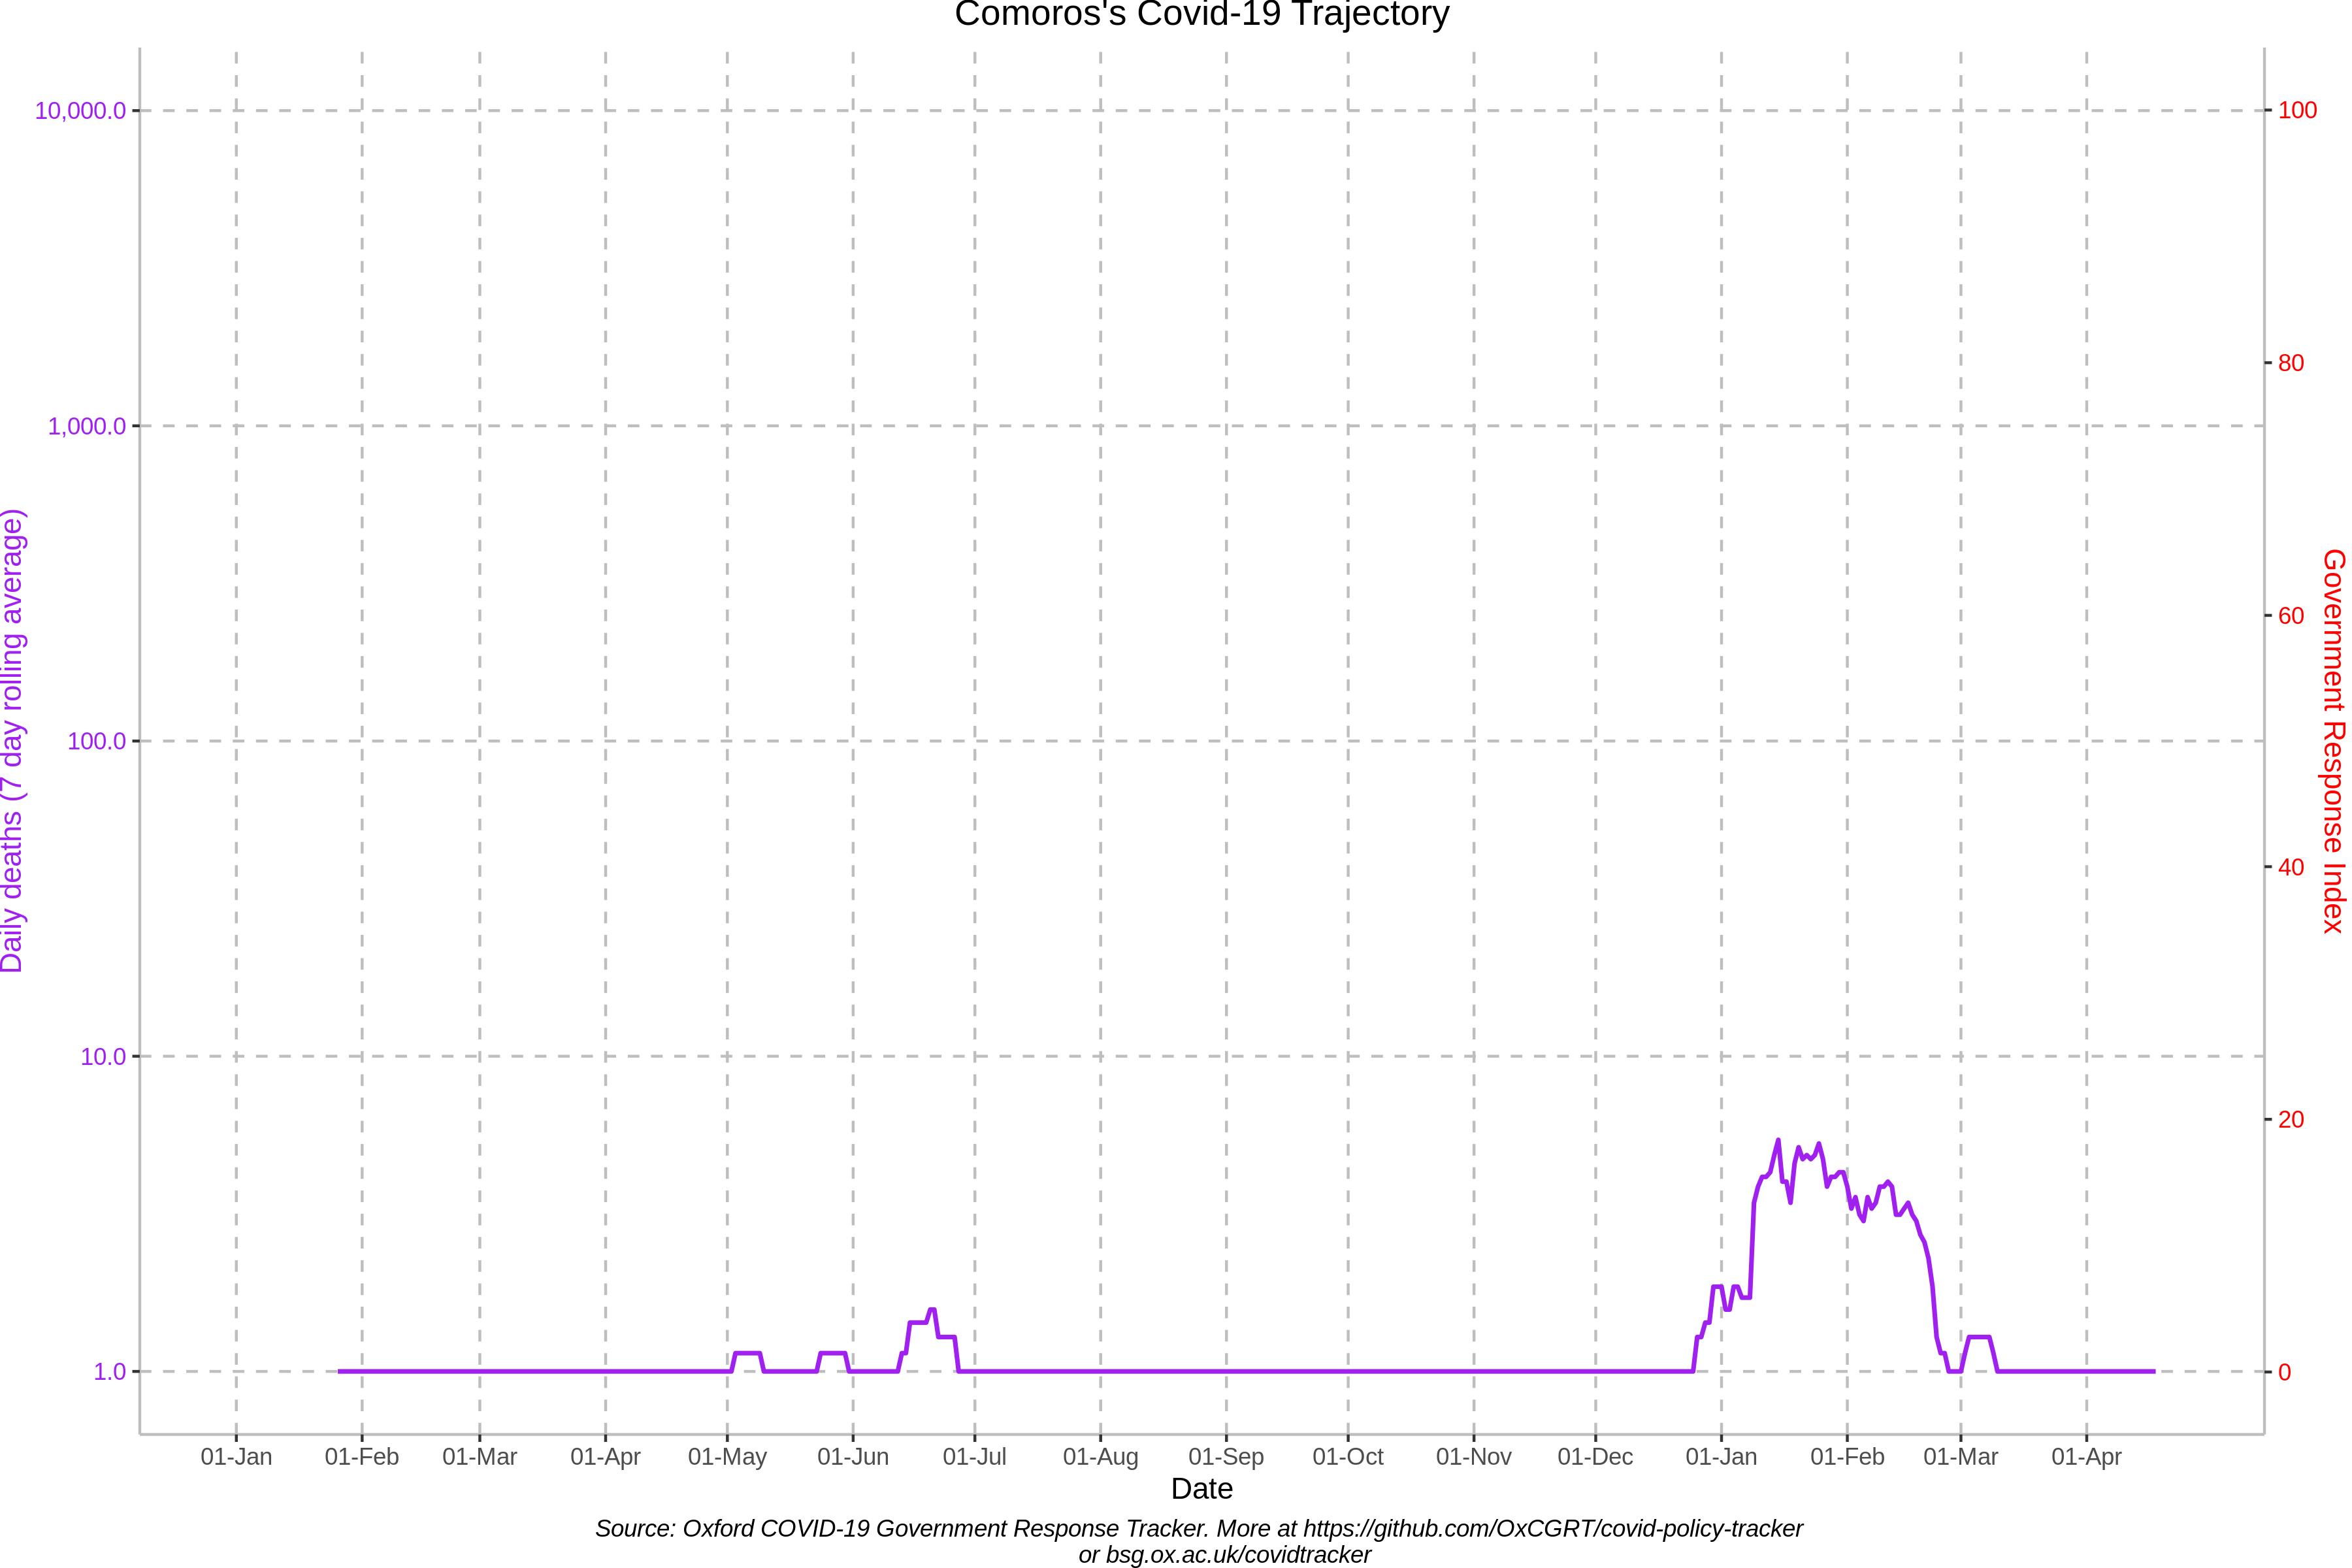 Comoros's Covid-19 Trajectory
10,000.0
1,000.0
100.0
10.0
1.0
Daily deaths (7 day rolling average)
100
80
60
40
20
0
Government Response Index
01-Jan 01-Feb 01-Mar 01-Apr 01-May 01-Jun 01-Jul 01-Aug 01-Sep 01-Oct 01-Nov 01-Dec 01-Jan 01-Feb 01-Mar 01-Apr
Date
Source: Oxford COVID-19 Government Response Tracker. More at https://github.com/OxCGRT/covid-policy-tracker
or bsg.ox.ac.uk/covidtracker